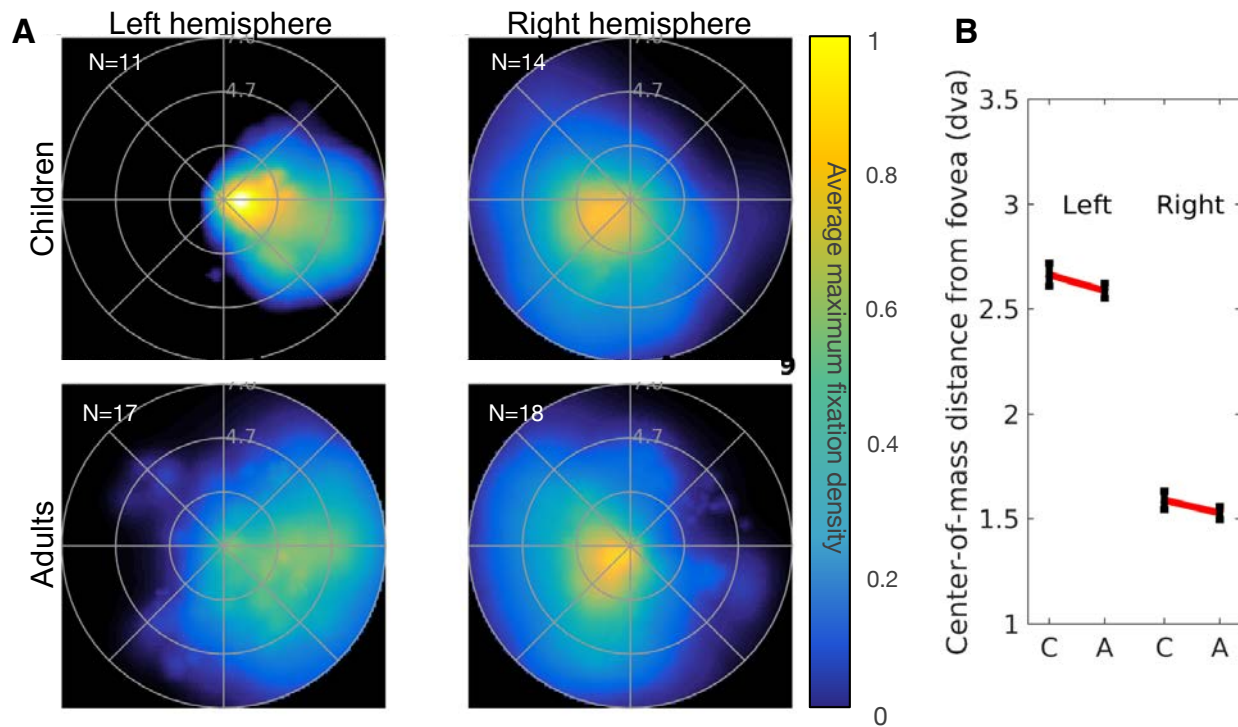 A
Left hemisphere
Right hemisphere
B
Children
Adults
N=11
4.7
N=14
4.7
N=17
4.7
N=18
4.7
9
1
0.8
0.6
0.4
0.2
0
Average maximum fixation density
Center-of-mass distance from fovea (dva)
3.5
3
2.5
2
1.5
1
Left
Right
C
A
C
A